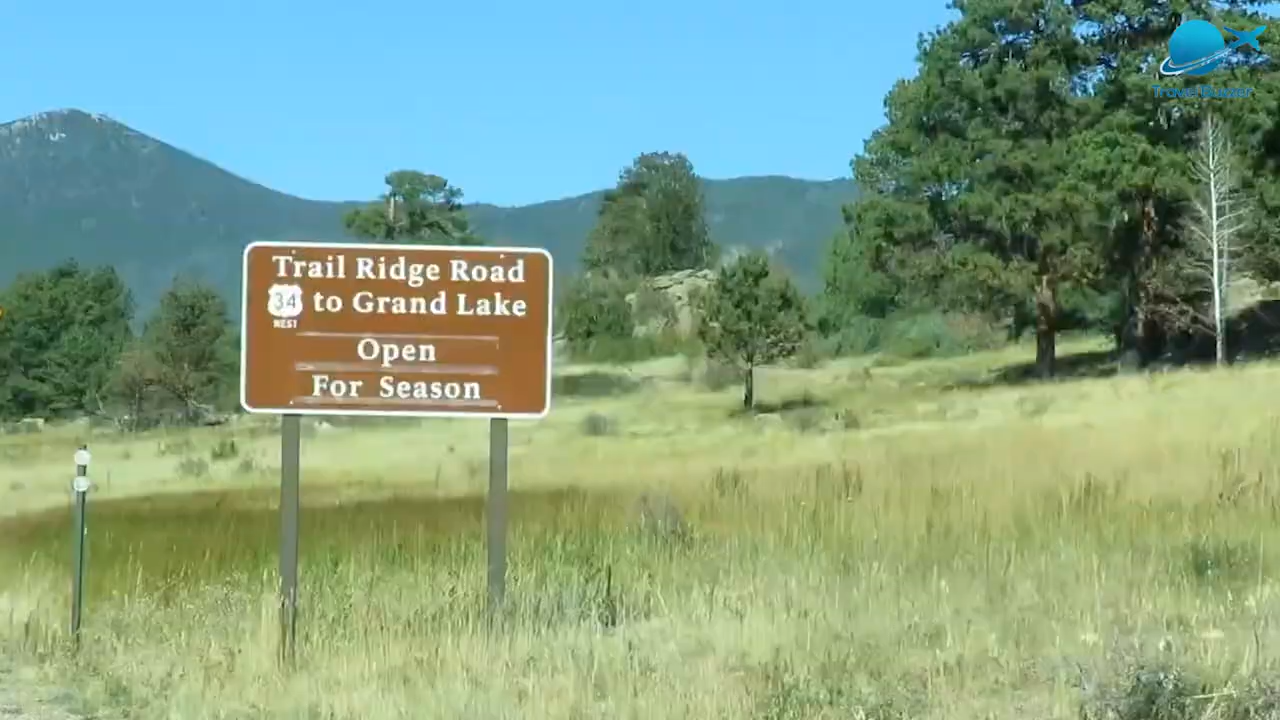 Trail Ridge Road
34 to Grand Lake
WEST
Open
For Season
Travel Buzzer